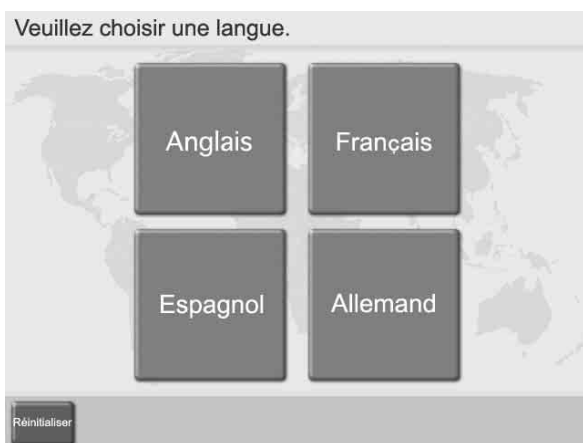 Veuillez choisir une langue.
Anglais
Français
Espagnol
Allemand
Réinitialiser